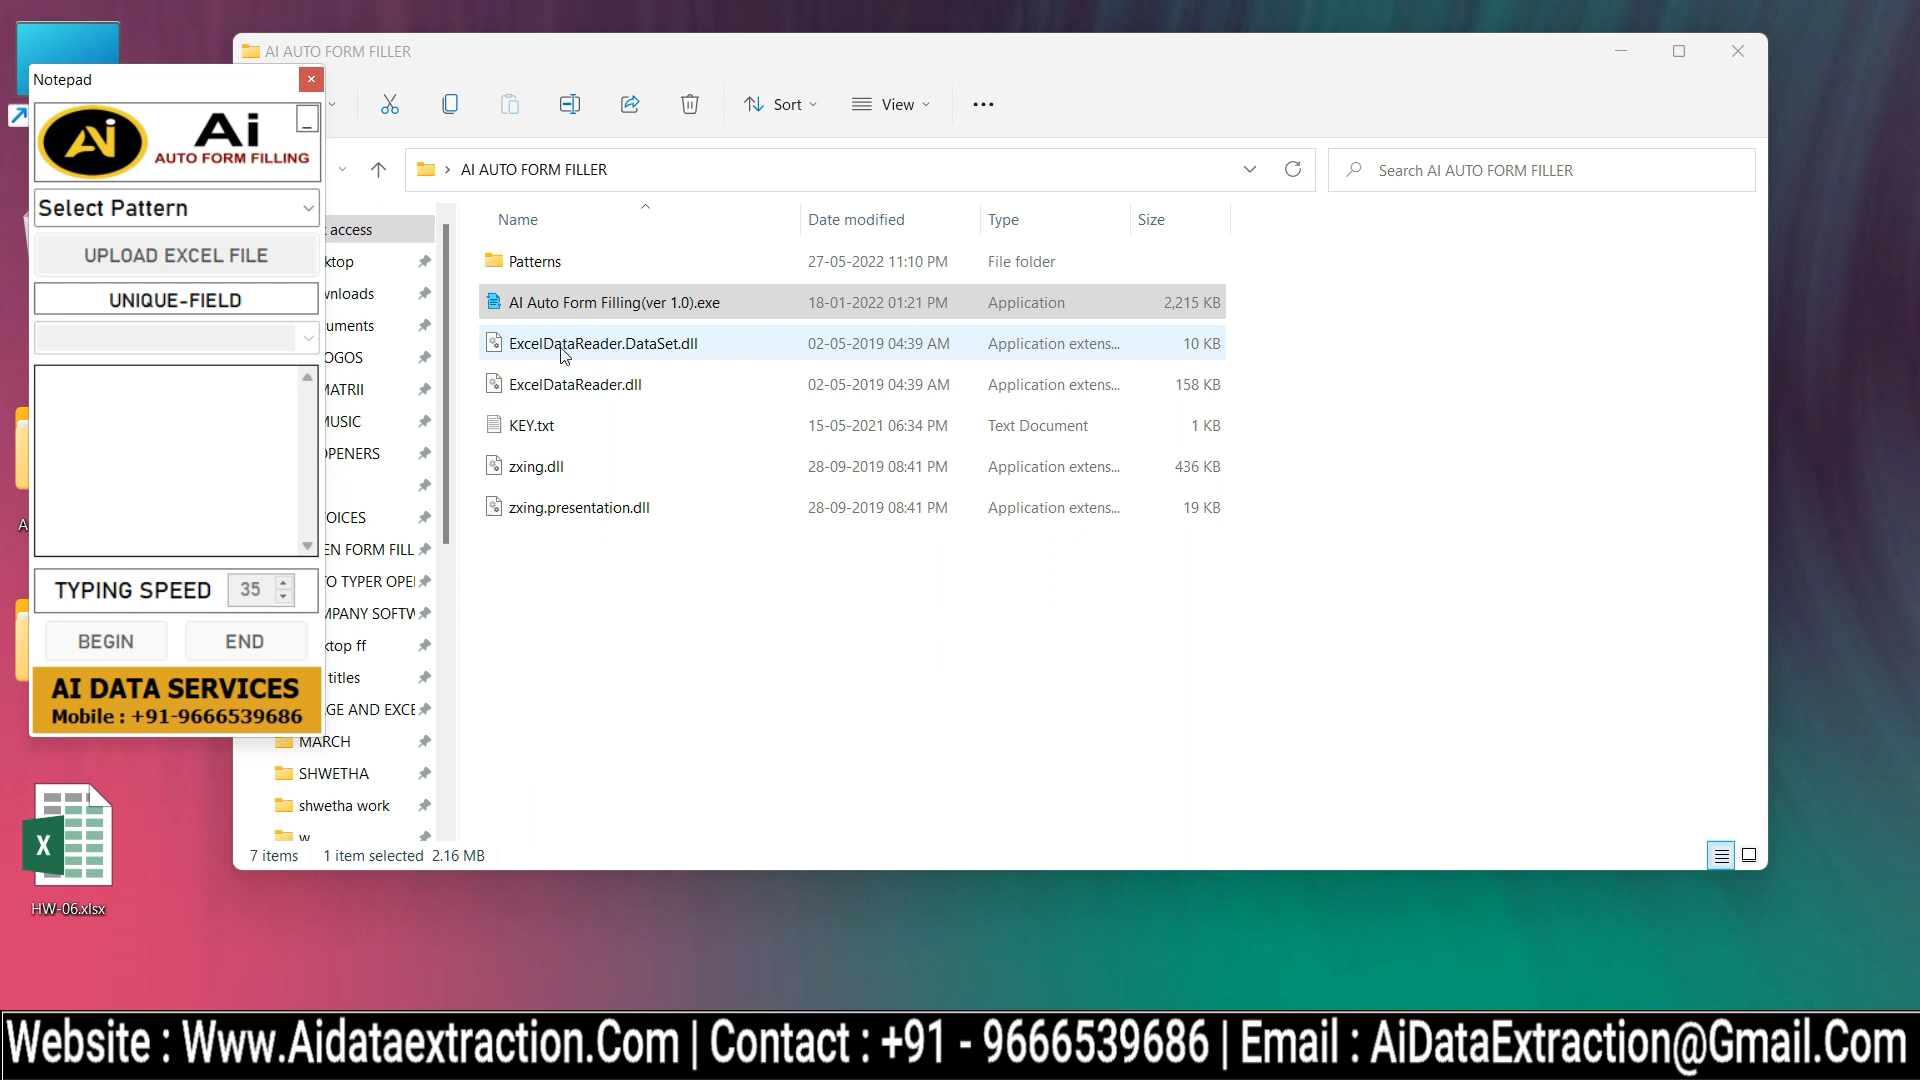 AI AUTO FORM FILLER
Notepad
Ai
Ai
AUTO FORM FILLING
Select Pattern
UPLOAD EXCEL FILE
UNIQUE-FIELD
TYPING SPEED 35
BEGIN END
AI DATA SERVICES
Mobile : +91-9666539686
Sort View
AI AUTO FORM FILLER
Search AI AUTO FORM FILLER
access
ktop
wnloads
uments
OGOS
MATRII
MUSIC
OPENERS
OICES
EN FORM FILL
O TYPER OPE
MPANY SOFTW
ktop ff
titles
GE AND EXCE
MARCH
SHWETHA
shwetha work
w
Name Date modified Type Size
Patterns 27-05-2022 11:10 PM File folder
AI Auto Form Filling(ver 1.0).exe 18-01-2022 01:21 PM Application 2,215 KB
ExcelDataReader.DataSet.dll 02-05-2019 04:39 AM Application extens... 10 KB
ExcelDataReader.dll 02-05-2019 04:39 AM Application extens... 158 KB
KEY.txt 15-05-2021 06:34 PM Text Document 1 KB
zxing.dll 28-09-2019 08:41 PM Application extens... 436 KB
zxing.presentation.dll 28-09-2019 08:41 PM Application extens... 19 KB
7 items 1 item selected 2.16 MB
A
X
HW-06.xlsx
Website : Www.Aidataextraction.Com | Contact : +91 - 9666539686 | Email : AiDataExtraction@Gmail.Com